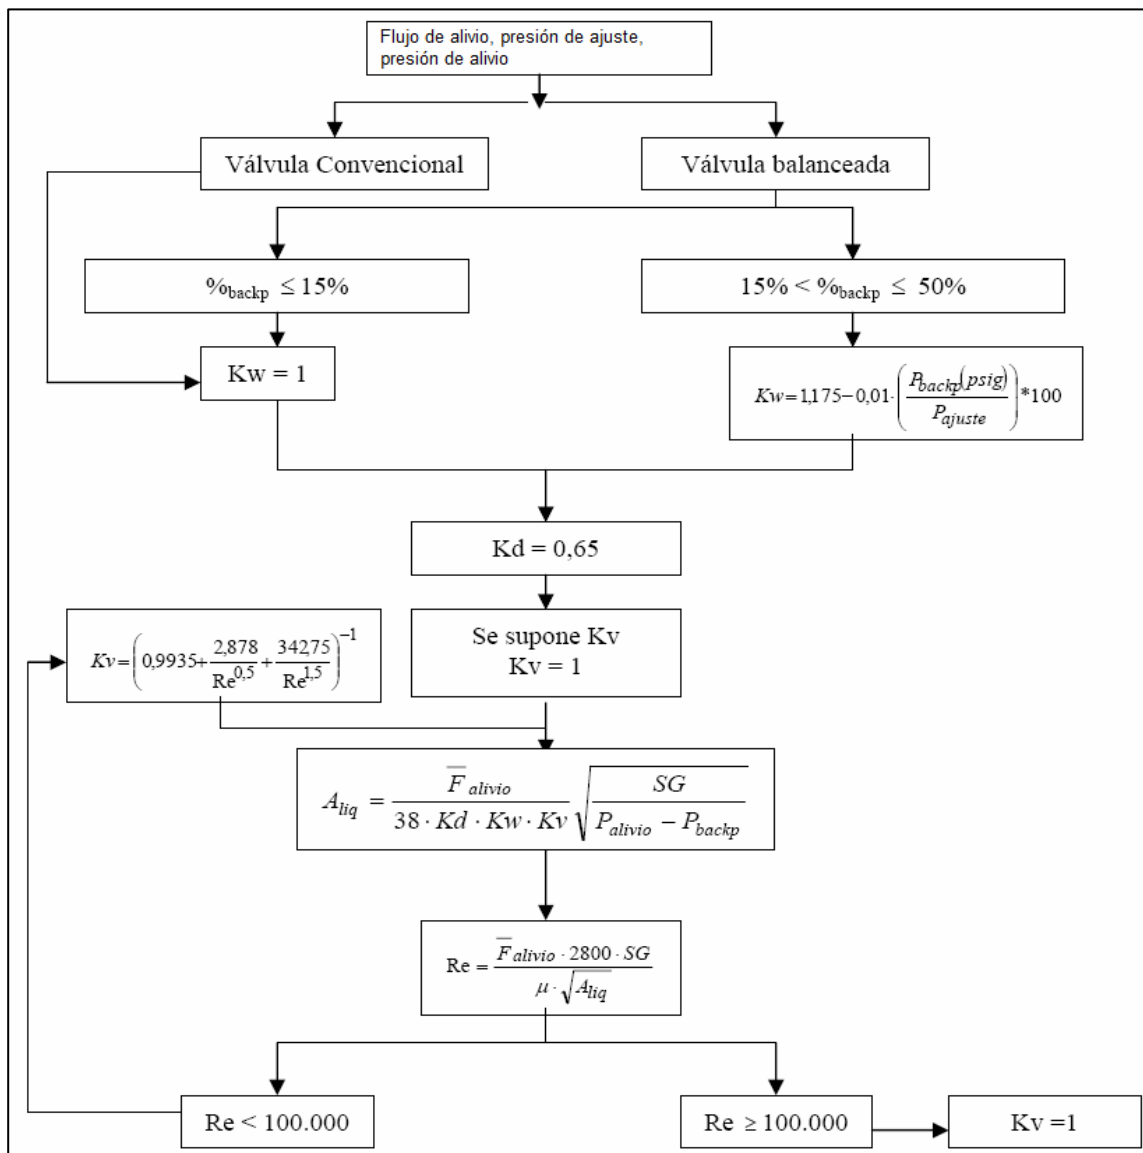 Flujo de alivio, presión de ajuste,
presión de alivio
Válvula Convencional
Válvula balanceada
%backp ≤ 15%
15% < %backp ≤ 50%
Kw = 1
Kw = 1,175 − 0,01 · (Pbackp(psig) / Pajuste) * 100
Kd = 0,65
Se supone Kv
Kv = 1
Kv = (0,9935 + 2,878 / Re^0,5 + 342,75 / Re^1,5)^−1
Aliq = F̅alivio / (38 · Kd · Kw · Kv) √(SG / (Palivio − Pbackp))
Re = F̅alivio · 2800 · SG / (μ · √Aliq)
Re < 100.000
Re ≥ 100.000
Kv =1